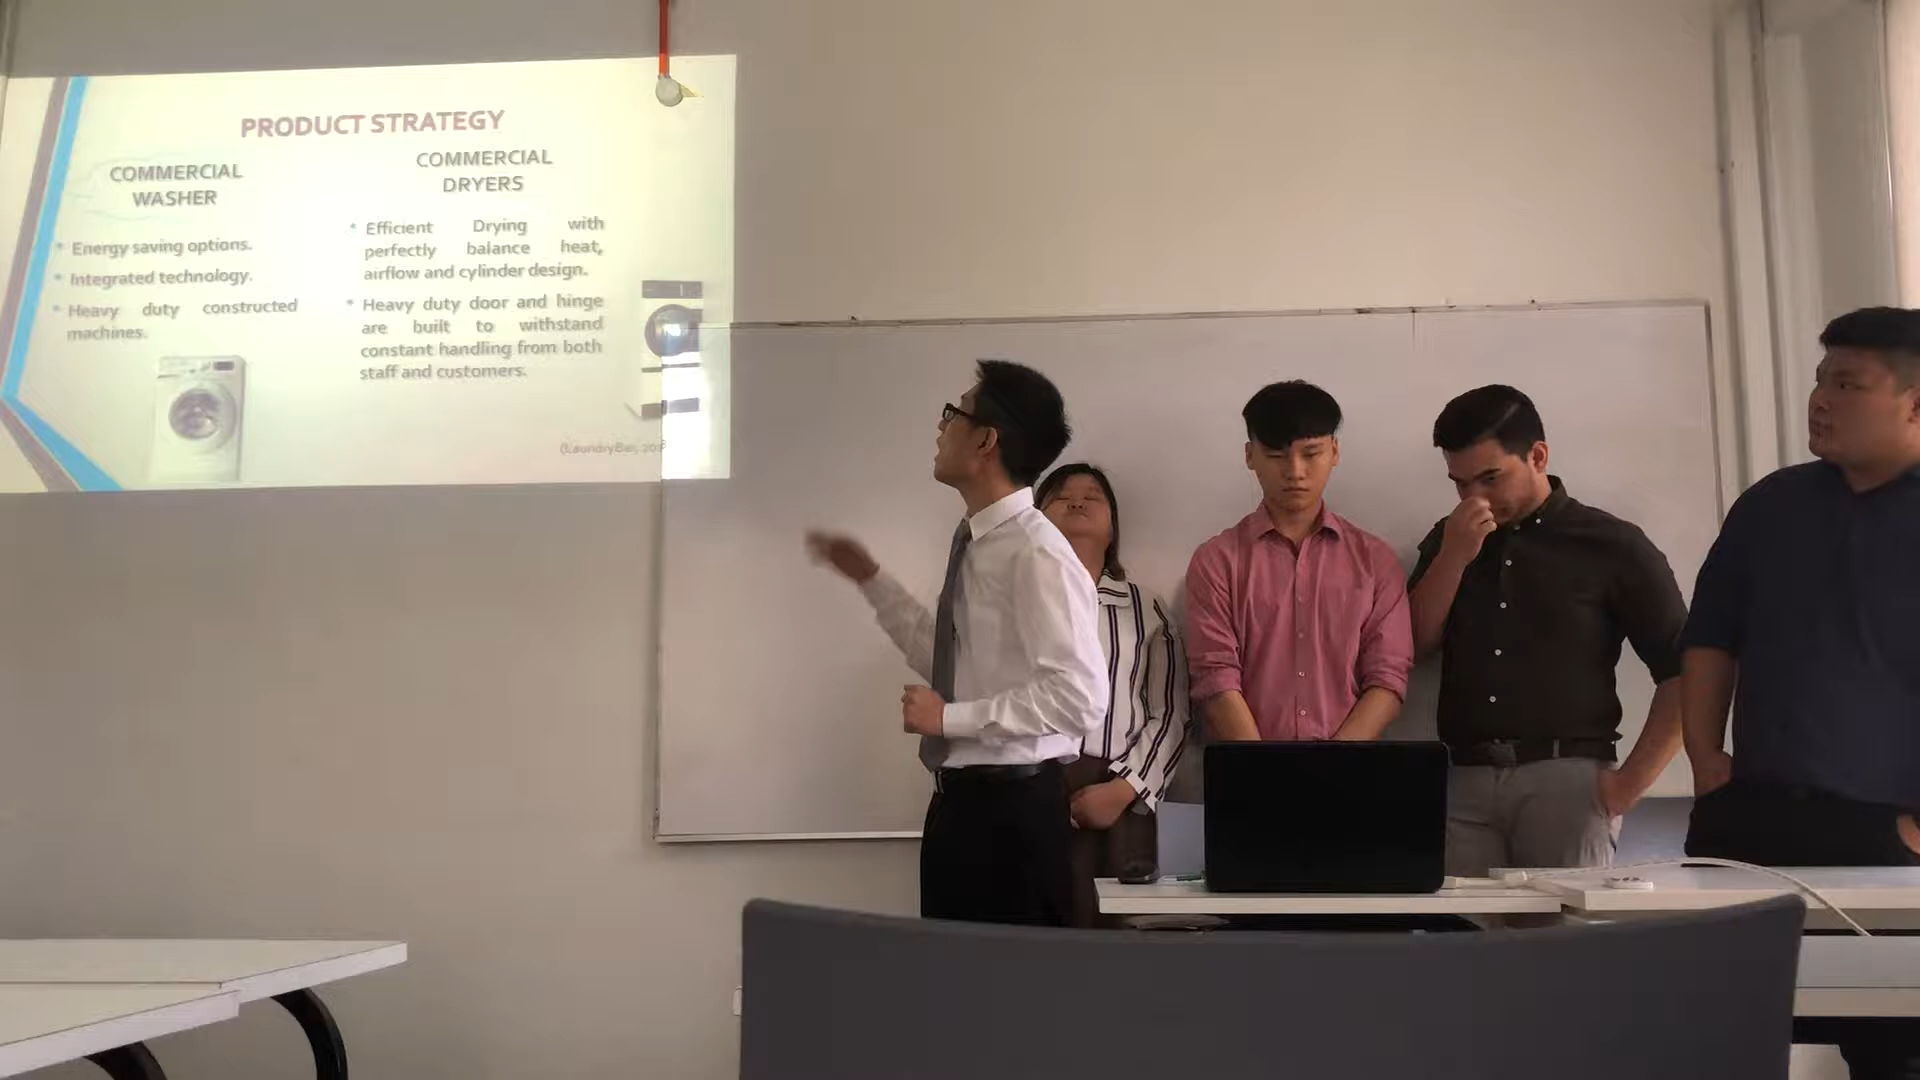 PRODUCT STRATEGY
COMMERCIAL
WASHER
* Energy saving options.
* Integrated technology.
* Heavy duty constructed
machines.
COMMERCIAL
DRYERS
* Efficient Drying with
perfectly balance heat,
airflow and cylinder design.
* Heavy duty door and hinge
are built to withstand
constant handling from both
staff and customers.
(LaundryBar,